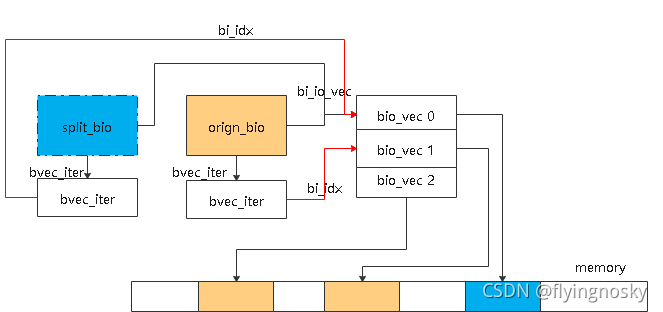 bi_idx
bi_io_vec
split_bio
orign_bio
bio_vec 0
bio_vec 1
bio_vec 2
bvec_iter
bvec_iter
bvec_iter
bvec_iter
bi_idx
memory
CSDN @flyingnosky